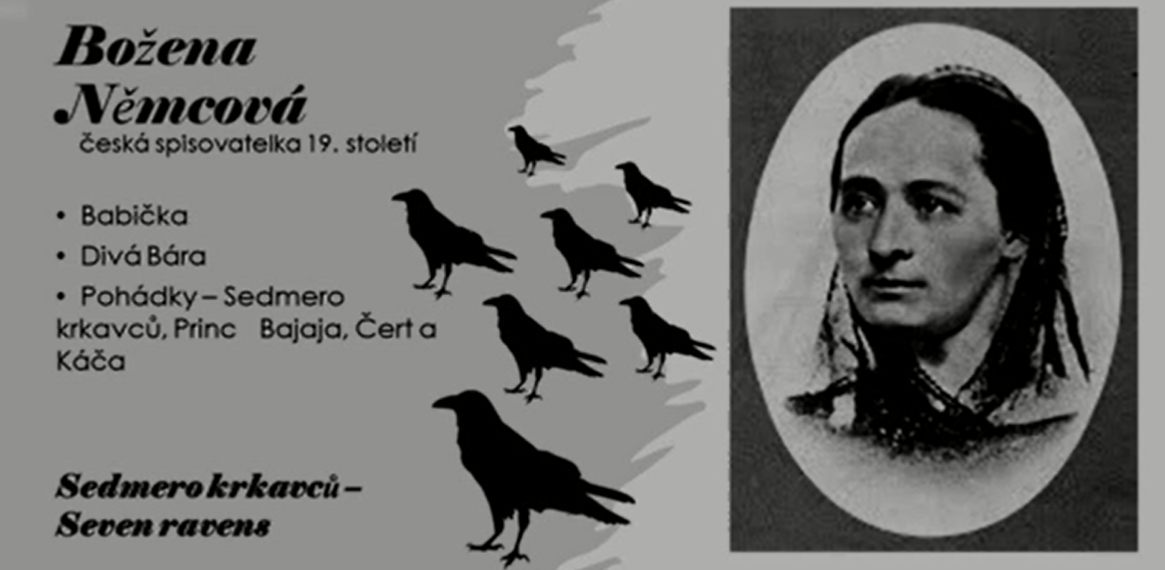 Božena
Němcová
česká spisovatelka 19. století
• Babička
• Divá Bára
• Pohádky – Sedmero
krkavců, Princ Bajaja, Čert a
Káča
Sedmero krkavců –
Seven ravens